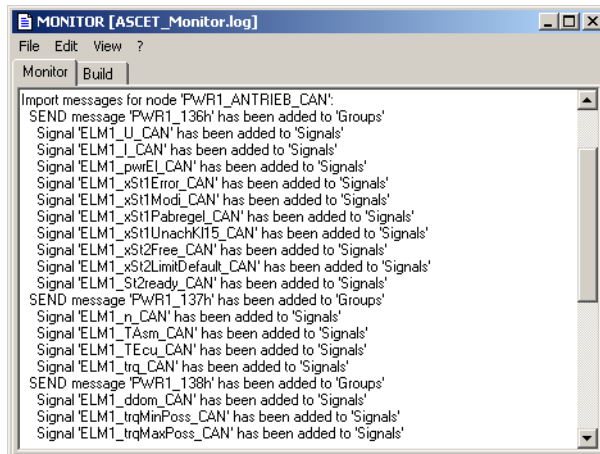 MONITOR [ASCET_Monitor.log]
File Edit View ?
Monitor Build
Import messages for node 'PWR1_ANTRIEB_CAN':
SEND message 'PWR1_136h' has been added to 'Groups'
Signal 'ELM1_U_CAN' has been added to 'Signals'
Signal 'ELM1_I_CAN' has been added to 'Signals'
Signal 'ELM1_pwrEl_CAN' has been added to 'Signals'
Signal 'ELM1_xSt1Error_CAN' has been added to 'Signals'
Signal 'ELM1_xSt1Modi_CAN' has been added to 'Signals'
Signal 'ELM1_xSt1Pabregel_CAN' has been added to 'Signals'
Signal 'ELM1_xSt1UnachKl15_CAN' has been added to 'Signals'
Signal 'ELM1_xSt2Free_CAN' has been added to 'Signals'
Signal 'ELM1_xSt2LimitDefault_CAN' has been added to 'Signals'
Signal 'ELM1_St2ready_CAN' has been added to 'Signals'
SEND message 'PWR1_137h' has been added to 'Groups'
Signal 'ELM1_n_CAN' has been added to 'Signals'
Signal 'ELM1_TAsm_CAN' has been added to 'Signals'
Signal 'ELM1_TEcu_CAN' has been added to 'Signals'
Signal 'ELM1_trq_CAN' has been added to 'Signals'
SEND message 'PWR1_138h' has been added to 'Groups'
Signal 'ELM1_ddom_CAN' has been added to 'Signals'
Signal 'ELM1_trqMinPoss_CAN' has been added to 'Signals'
Signal 'ELM1_trqMaxPoss_CAN' has been added to 'Signals'